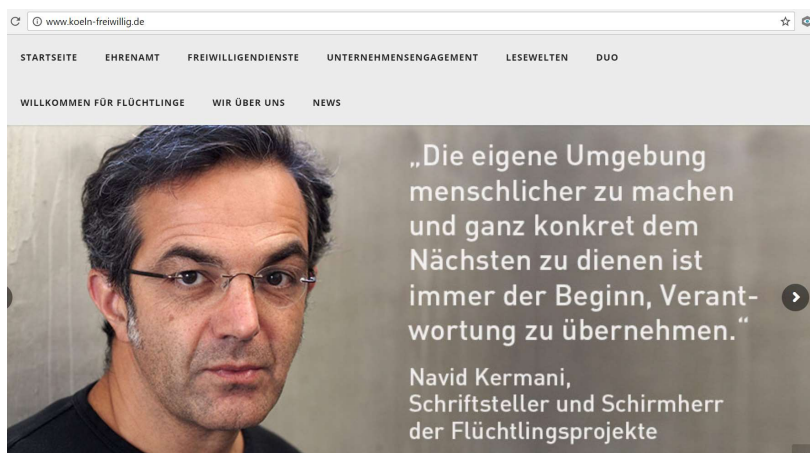 www.koeln-freiwillig.de
STARTSEITE EHRENAMT FREIWILLIGENDIENSTE UNTERNEHMENSENGAGEMENT LESEWELTEN DUO
WILLKOMMEN FÜR FLÜCHTLINGE WIR ÜBER UNS NEWS
„Die eigene Umgebung
menschlicher zu machen
und ganz konkret dem
Nächsten zu dienen ist
immer der Beginn, Verant-
wortung zu übernehmen.“
Navid Kermani,
Schriftsteller und Schirmherr
der Flüchtlingsprojekte